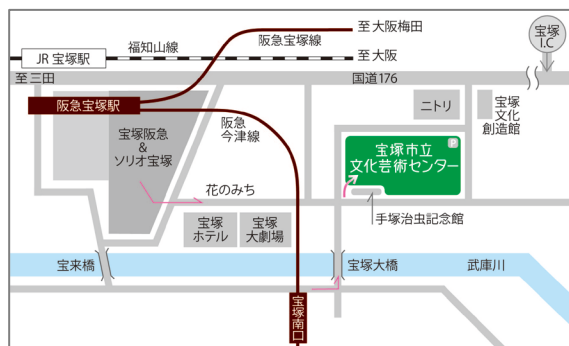 至大阪梅田
阪急宝塚線
宝塚
I.C
福知山線
JR 宝塚駅
至大阪
至三田
国道176
阪急宝塚駅
ニトリ
宝塚
文化
創造館
宝塚阪急
&
ソリオ宝塚
阪急
今津線
P
宝塚市立
文化芸術センター
花のみち
手塚治虫記念館
宝塚
ホテル
宝塚
大劇場
宝来橋
宝塚大橋
武庫川
宝塚南口